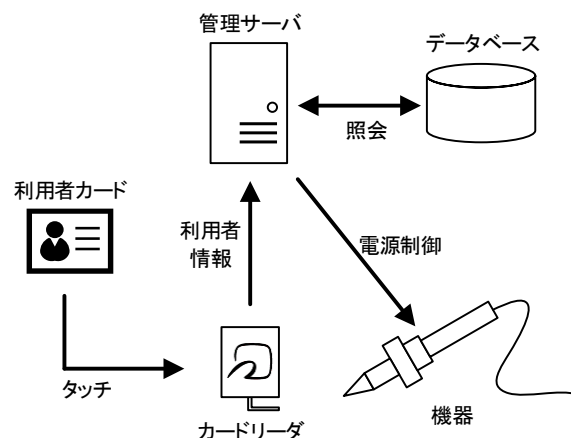 管理サーバ
データベース
照会
利用者カード
利用者
情報
電源制御
タッチ
カードリーダ
機器